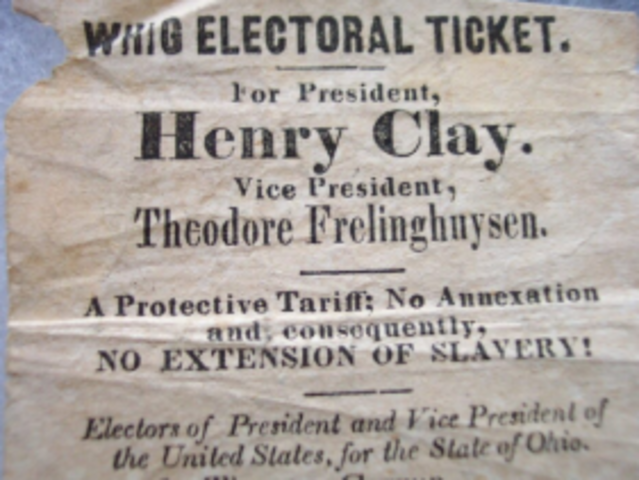 WHIG ELECTORAL TICKET.
For President,
Henry Clay.
Vice President,
Theodore Frelinghuysen.
A Protective Tariff; No Annexation
and, consequently,
NO EXTENSION OF SLAVERY!
Electors of President and Vice President of
the United States, for the State of Ohio.